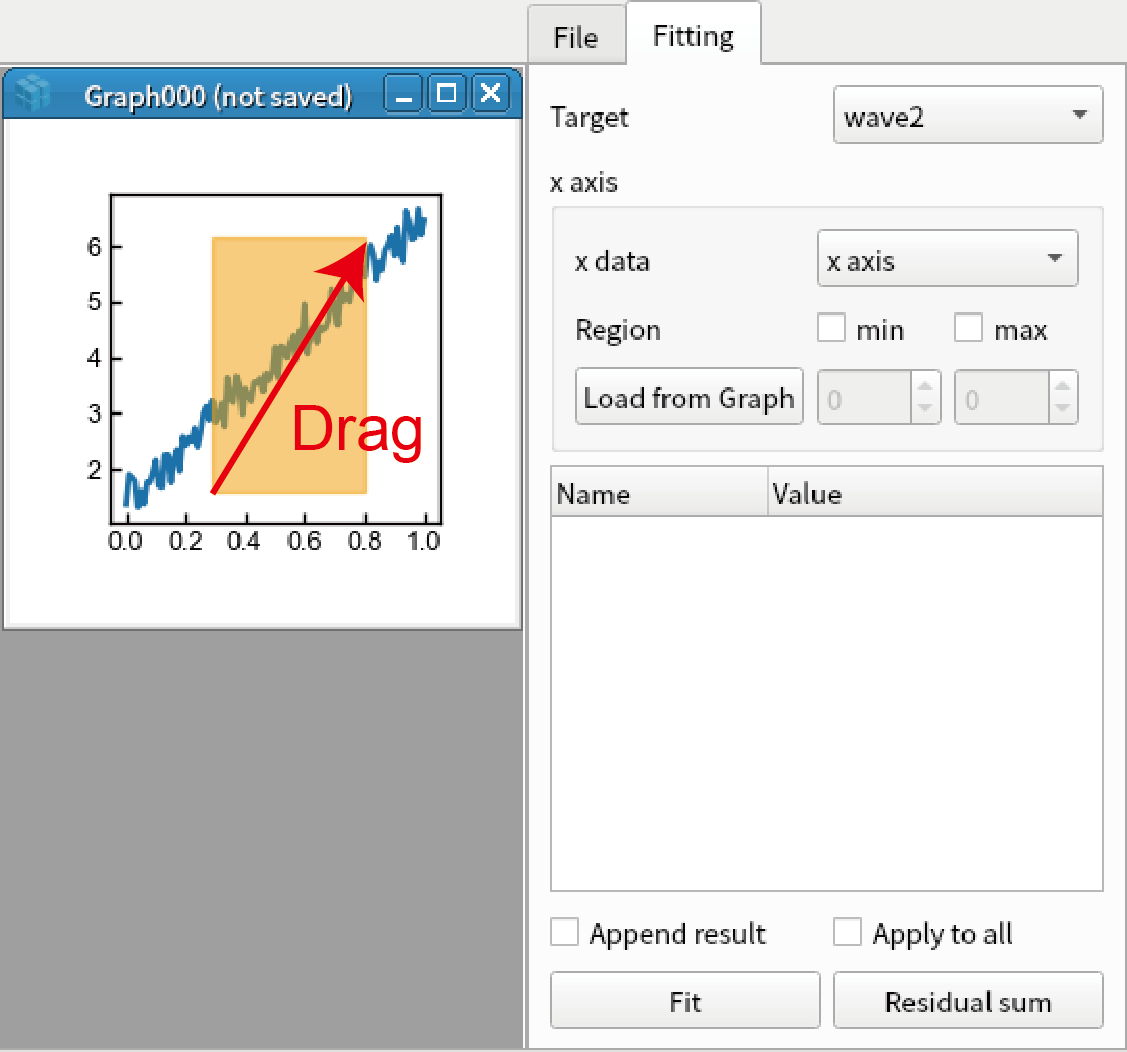 File
Fitting
Graph000 (not saved)
Target
wave2
x axis
x data
x axis
Region
min
max
Load from Graph
0
0
Name
Value
6
5
4
3
2
0.0 0.2 0.4 0.6 0.8 1.0
Drag
Append result
Apply to all
Fit
Residual sum